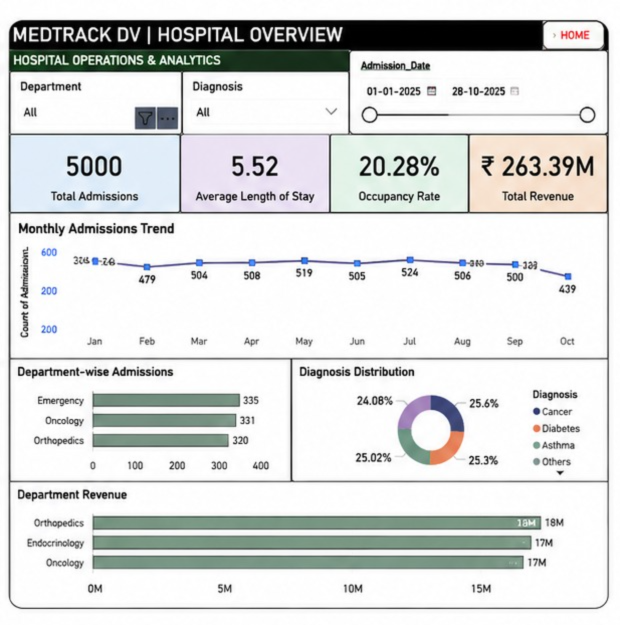 MEDTRACK DV | HOSPITAL OVERVIEW
› HOME
HOSPITAL OPERATIONS & ANALYTICS
Department
All
Diagnosis
All
Admission_Date
01-01-2025 28-10-2025
5000
Total Admissions
5.52
Average Length of Stay
20.28%
Occupancy Rate
₹ 263.39M
Total Revenue
Monthly Admissions Trend
Count of Admissions
600
200
200
479
504
508
519
505
524
506
500
439
Jan Feb Mar Apr May Jun Jul Aug Sep Oct
Department-wise Admissions
Emergency 335
Oncology 331
Orthopedics 320
0 100 200 300 400
Diagnosis Distribution
24.08%
25.6%
25.02%
25.3%
Diagnosis
Cancer
Diabetes
Asthma
Others
Department Revenue
Orthopedics 18M 18M
Endocrinology 17M
Oncology 17M
0M 5M 10M 15M